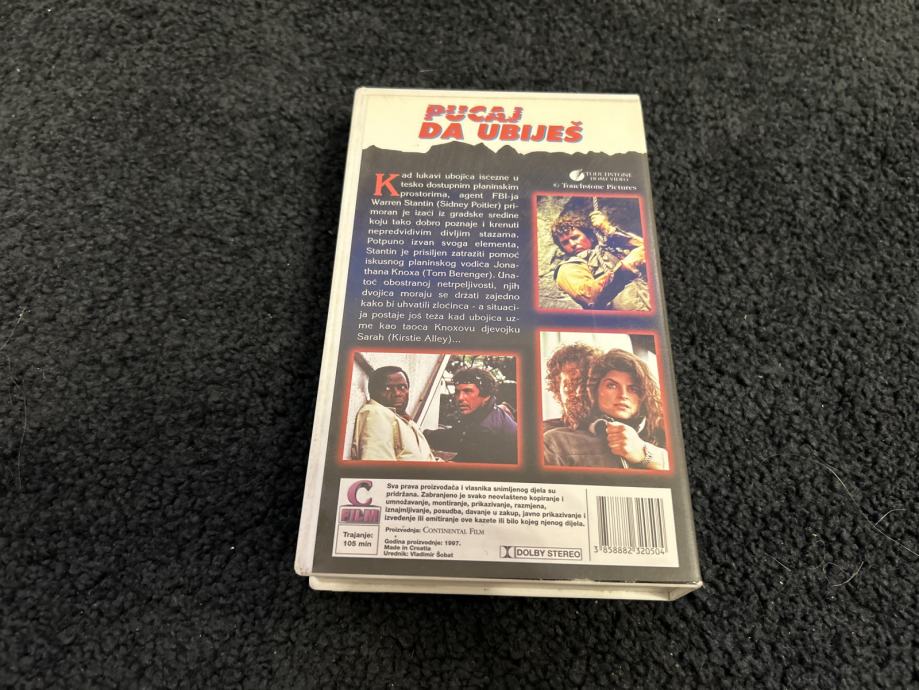 PUCAJ
DA UBIJEŠ
Kad lukavi ubojica isčezne u
teško dostupnim planinskim
prostorima, agent FBI-ja
Warren Stantin (Sidney Poitier) pri-
moran je izaći iz gradske sredine
koju tako dobro poznaje i krenuti
nepredvidivim divljim stazama.
Potpuno izvan svoga elementa,
Stantin je prisiljen zatražiti pomoć
iskusnog planinskog vodiča Jona-
thana Knoxa (Tom Berenger). Una-
toč obostranoj netrpeljivosti, njih
dvojica moraju se držati zajedno
kako bi uhvatili zločinca - a situaci-
ja postaje još teža kad ubojica uz-
me kao taoca Knoxovu djevojku
Sarah (Kirstie Alley)...
TOUCHSTONE
HOME VIDEO
© Touchstone Pictures
C
FILM
Trajanje:
105 min
Sva prava proizvođača i vlasnika snimljenog djela su
pridržana. Zabranjeno je svako neovlašteno kopiranje i
umnožavanje, montiranje, prikazivanje, razmjena,
iznajmljivanje, posudba, davanje u zakup, javno prikazivanje i
izvedenje ili emitiranje ove kazete ili bilo kojeg njenog dijela.
Proizvodnja: CONTINENTAL FILM
Godina proizvodnje: 1997.
Made in Croatia
Urednik: Vladimir Šobat
DOLBY STEREO
3 858882 320504